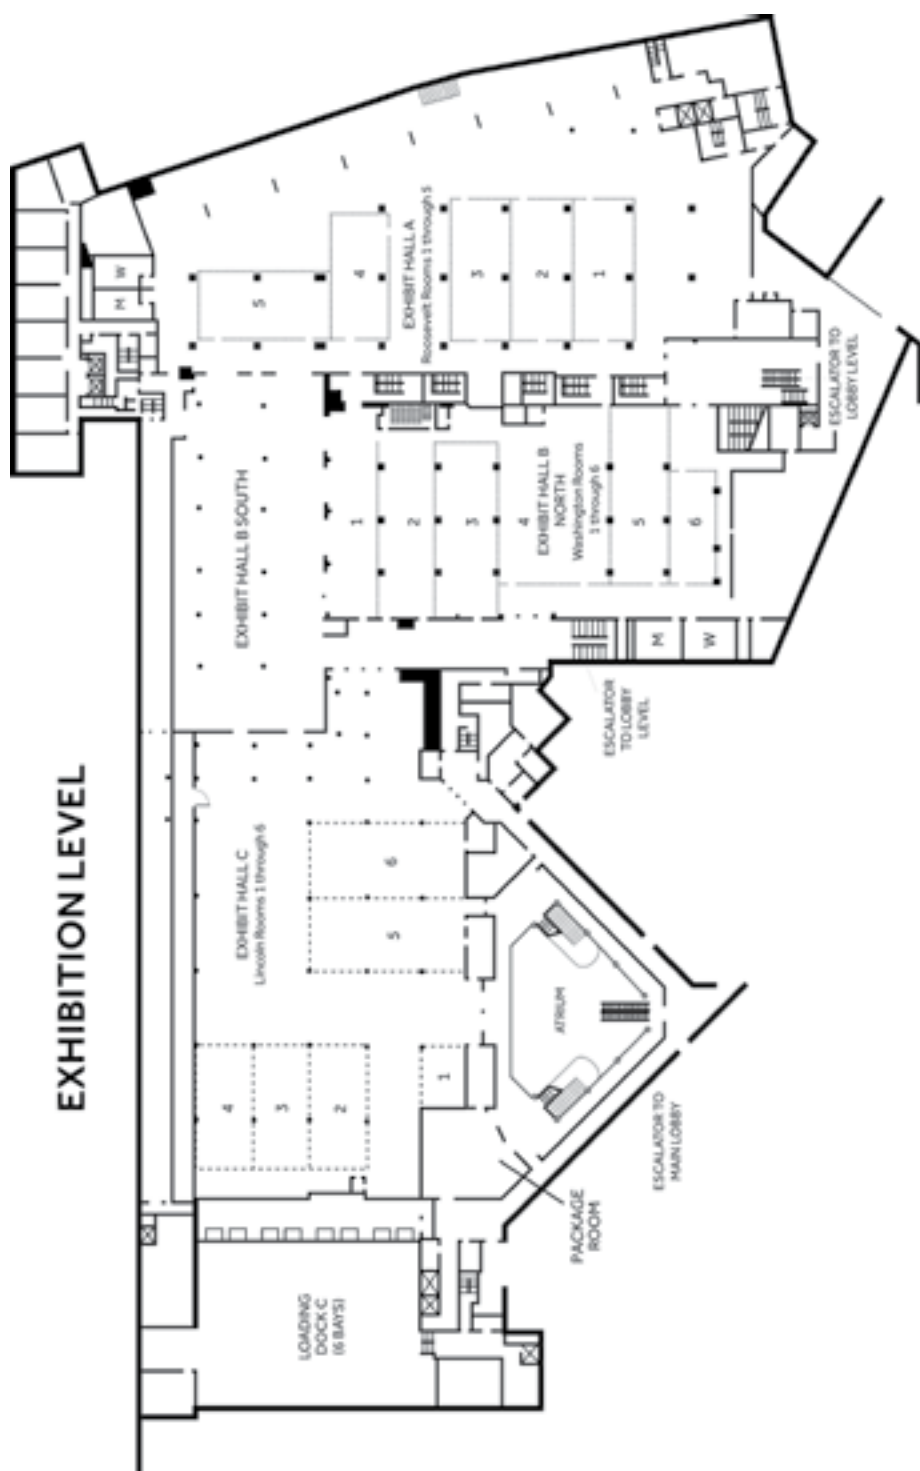 EXHIBITION LEVEL
LOADING
DOCK C
(6 BAYS)
4
3
2
1
PACKAGE
ROOM
EXHIBIT HALL C
Lincoln Rooms 1 through 6
5
6
ATRIUM
ESCALATOR TO
MAIN LOBBY
EXHIBIT HALL B SOUTH
ESCALATOR
TO LOBBY
LEVEL
1
2
3
4
EXHIBIT HALL B
NORTH
Washington Rooms
1 through 6
5
6
M
W
M
W
5
4
EXHIBIT HALL A
Roosevelt Rooms 1 through 5
3
2
1
ESCALATOR TO
LOBBY LEVEL